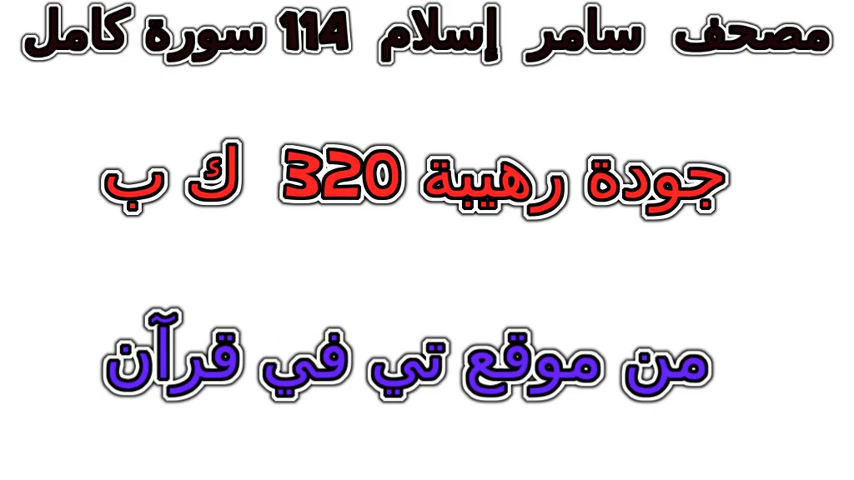 مصحف سامر إسلام 114 سورة كامل
جودة رهيبة 320 ك ب
من موقع تي في قرآن